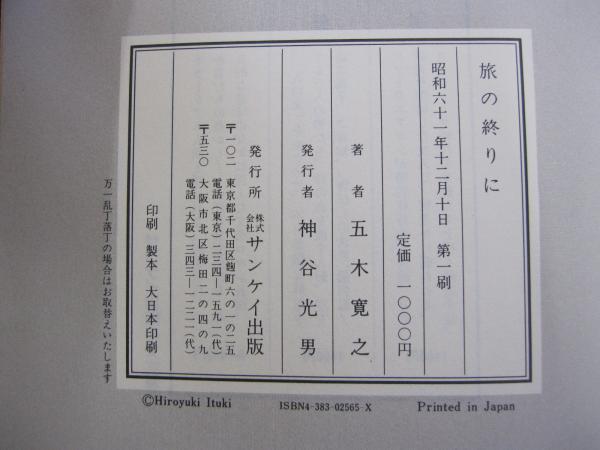 旅の終りに
昭和六十一年十二月十日　第一刷
定価　一〇〇〇円
著者　五木寛之
発行者　神谷光男
発行所　株式会社サンケイ出版
〒一〇二　東京都千代田区麹町六の一の二五
電話（東京）二三四―一五九一（代）
〒五三〇　大阪市北区梅田二の四の九
電話（大阪）三四三―一二二一（代）
印刷　製本　大日本印刷
万一乱丁落丁の場合はお取替えいたします
©Hiroyuki Ituki　ISBN4-383-02565-X　Printed in Japan